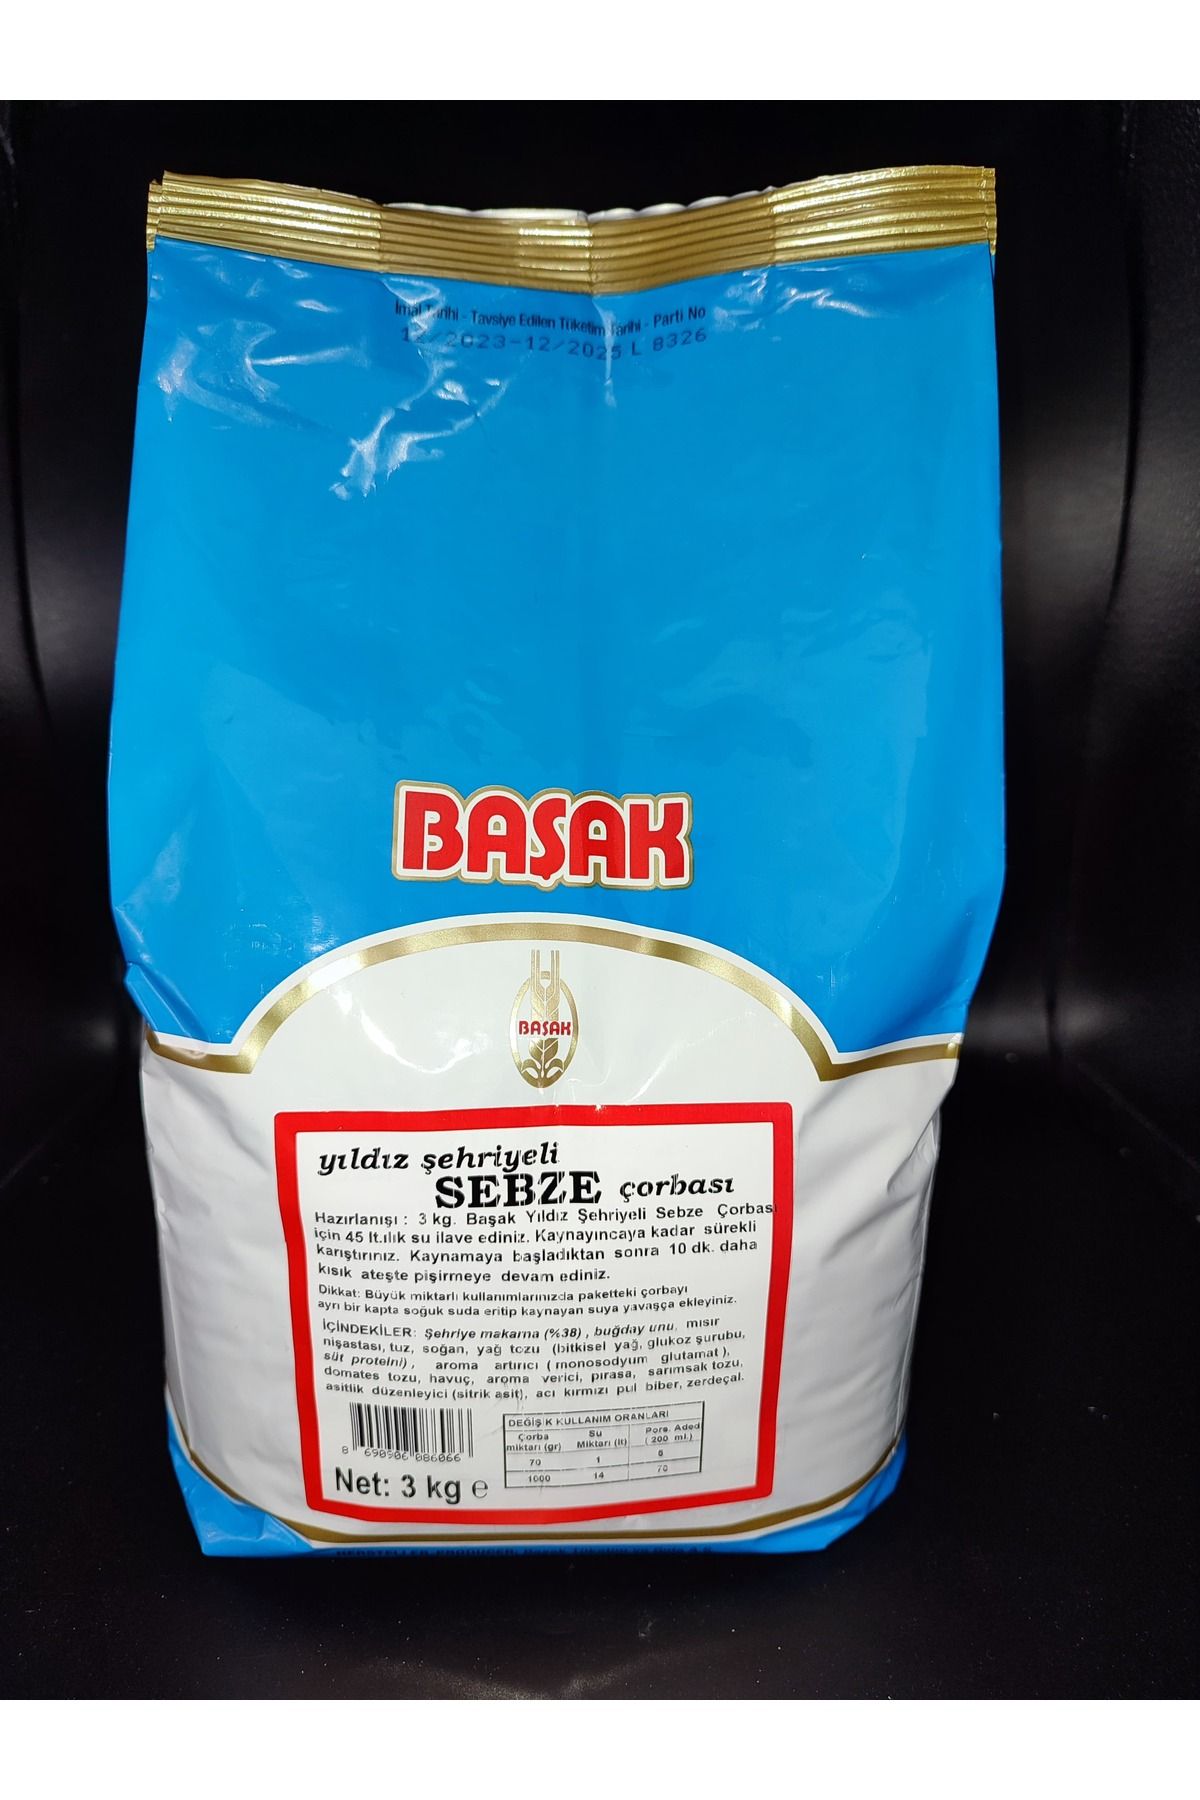 İmal Tarihi - Tavsiye Edilen Tüketim Tarihi - Parti No
12/2023-12/2025 L 8326
BAŞAK
BAŞAK
yıldız şehriyeli
SEBZE çorbası
Hazırlanışı : 3 kg. Başak Yıldız Şehriyeli Sebze Çorbası
için 45 lt.lık su ilave ediniz. Kaynayıncaya kadar sürekli
karıştırınız. Kaynamaya başladıktan sonra 10 dk. daha
kısık ateşte pişirmeye devam ediniz.
Dikkat: Büyük miktarlı kullanımlarınızda paketteki çorbayı
ayrı bir kapta soğuk suda eritip kaynayan suya yavaşça ekleyiniz.
İÇİNDEKİLER: Şehriye makarna (%38) , buğday unu, mısır
nişastası, tuz, soğan, yağ tozu (bitkisel yağ, glukoz şurubu,
süt proteini) , aroma artırıcı ( monosodyum glutamat ),
domates tozu, havuç, aroma verici, pırasa, sarımsak tozu,
asitlik düzenleyici (sitrik asit), acı kırmızı pul biber, zerdeçal.
DEĞİŞİK KULLANIM ORANLARI
Çorba miktarı (gr) Su Miktarı (lt) Pors. Aded ( 200 ml.)
70 1 5
1000 14 70
8 690906 086066
Net: 3 kg e